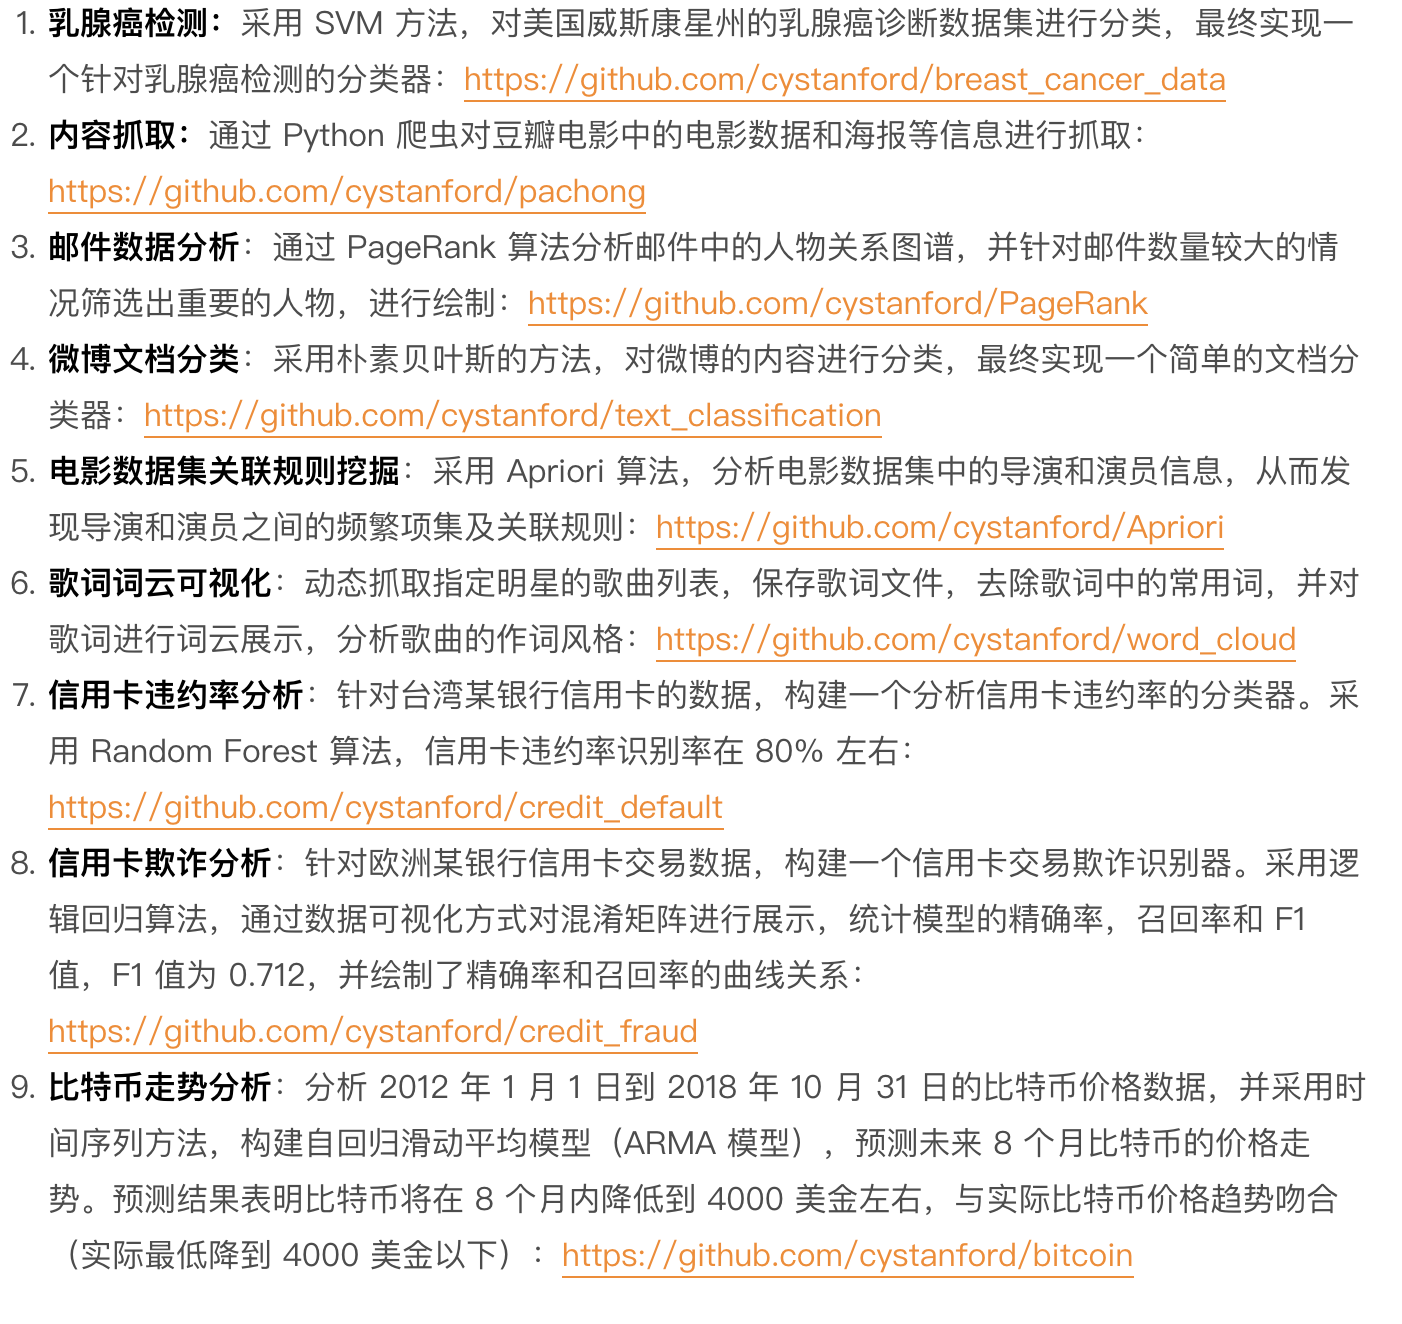 1. 乳腺癌检测：采用 SVM 方法，对美国威斯康星州的乳腺癌诊断数据集进行分类，最终实现一
个针对乳腺癌检测的分类器：https://github.com/cystanford/breast_cancer_data
2. 内容抓取：通过 Python 爬虫对豆瓣电影中的电影数据和海报等信息进行抓取：
https://github.com/cystanford/pachong
3. 邮件数据分析：通过 PageRank 算法分析邮件中的人物关系图谱，并针对邮件数量较大的情
况筛选出重要的人物，进行绘制：https://github.com/cystanford/PageRank
4. 微博文档分类：采用朴素贝叶斯的方法，对微博的内容进行分类，最终实现一个简单的文档分
类器：https://github.com/cystanford/text_classification
5. 电影数据集关联规则挖掘：采用 Apriori 算法，分析电影数据集中的导演和演员信息，从而发
现导演和演员之间的频繁项集及关联规则：https://github.com/cystanford/Apriori
6. 歌词词云可视化：动态抓取指定明星的歌曲列表，保存歌词文件，去除歌词中的常用词，并对
歌词进行词云展示，分析歌曲的作词风格：https://github.com/cystanford/word_cloud
7. 信用卡违约率分析：针对台湾某银行信用卡的数据，构建一个分析信用卡违约率的分类器。采
用 Random Forest 算法，信用卡违约率识别率在 80% 左右：
https://github.com/cystanford/credit_default
8. 信用卡欺诈分析：针对欧洲某银行信用卡交易数据，构建一个信用卡交易欺诈识别器。采用逻
辑回归算法，通过数据可视化方式对混淆矩阵进行展示，统计模型的精确率，召回率和 F1
值，F1 值为 0.712，并绘制了精确率和召回率的曲线关系：
https://github.com/cystanford/credit_fraud
9. 比特币走势分析：分析 2012 年 1 月 1 日到 2018 年 10 月 31 日的比特币价格数据，并采用时
间序列方法，构建自回归滑动平均模型（ARMA 模型），预测未来 8 个月比特币的价格走
势。预测结果表明比特币将在 8 个月内降低到 4000 美金左右，与实际比特币价格趋势吻合
（实际最低降到 4000 美金以下）：https://github.com/cystanford/bitcoin